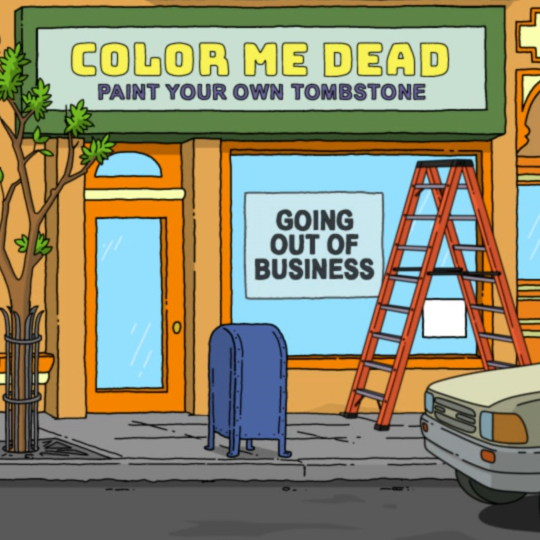 COLOR ME DEAD
PAINT YOUR OWN TOMBSTONE
GOING
OUT OF
BUSINESS